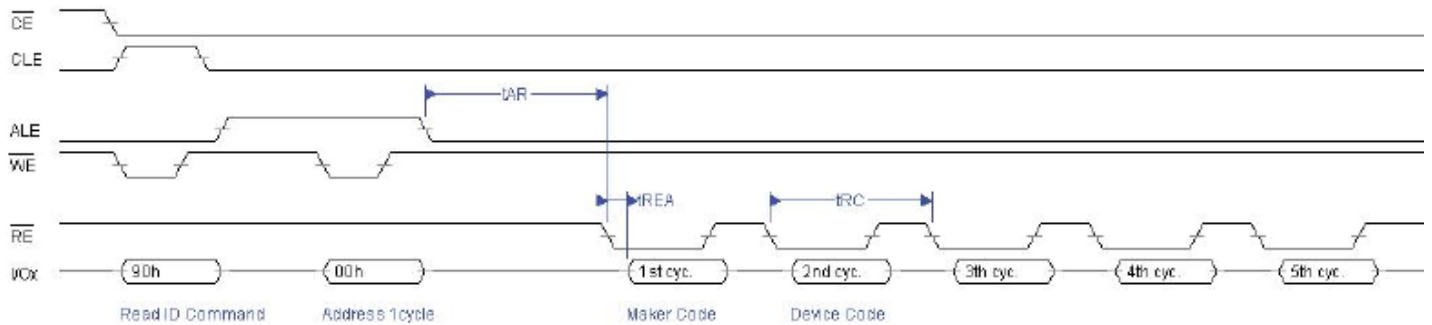 CE
CLE
tAR
ALE
WE
tREA
tRC
RE
I/Ox
90h
00h
1st cyc.
2nd cyc.
3th cyc.
4th cyc.
5th cyc.
Read ID Command
Address 1cycle
Maker Code
Device Code